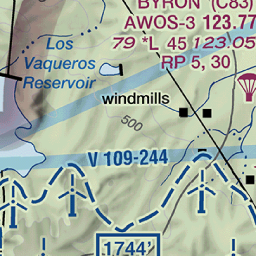 BYRON (C83)
AWOS-3 123.77
79 *L 45 123.05
RP 5, 30
Los
Vaqueros
Reservoir
windmills
500
V 109-244
1744'